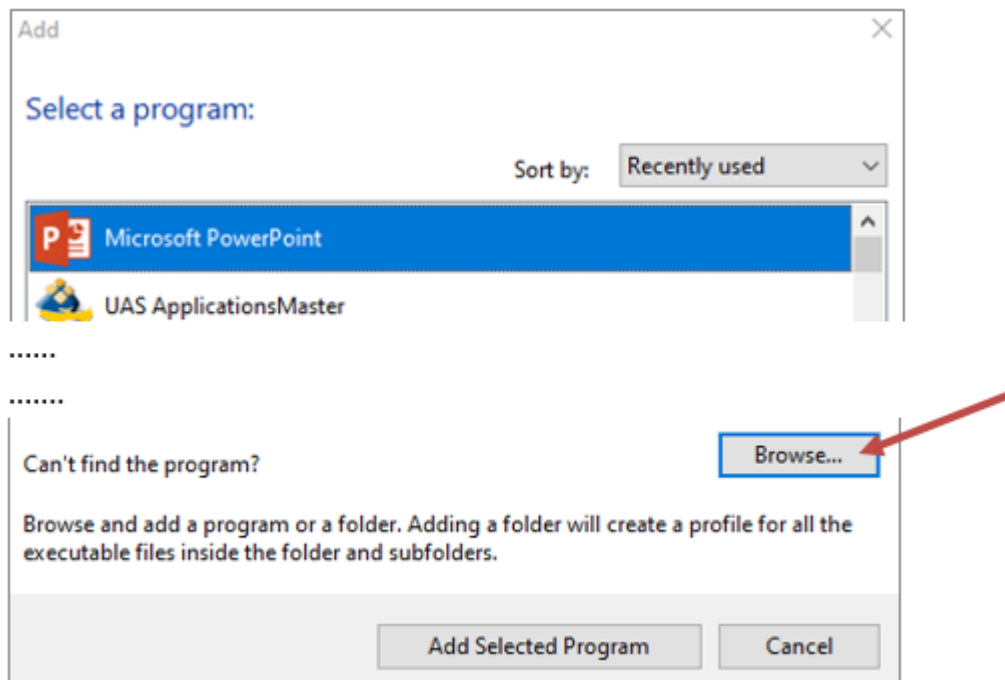 Add
Select a program:
Sort by: Recently used
Microsoft PowerPoint
UAS ApplicationsMaster
......
.......
Can't find the program? Browse...
Browse and add a program or a folder. Adding a folder will create a profile for all the
executable files inside the folder and subfolders.
Add Selected Program Cancel